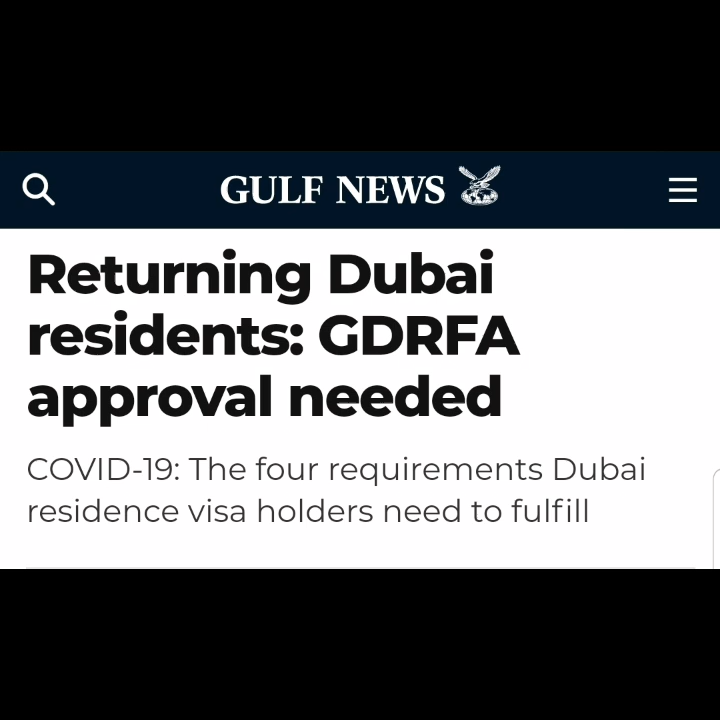 GULF NEWS
Returning Dubai
residents: GDRFA
approval needed
COVID-19: The four requirements Dubai
residence visa holders need to fulfill